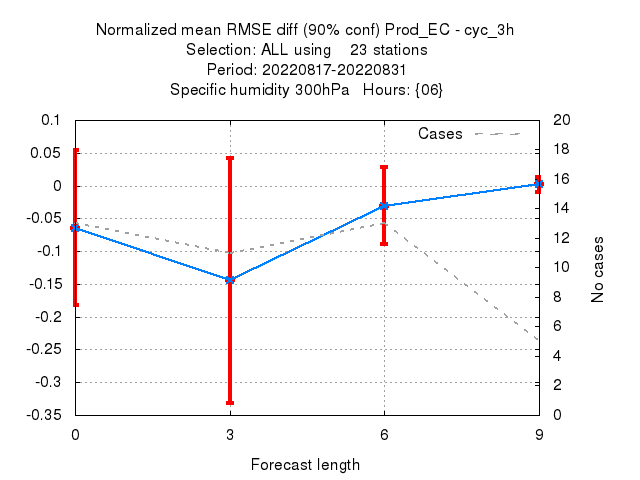 Normalized mean RMSE diff (90% conf) Prod_EC - cyc_3h
Selection: ALL using 23 stations
Period: 20220817-20220831
Specific humidity 300hPa Hours: {06}
Cases
0.1
0.05
0
-0.05
-0.1
-0.15
-0.2
-0.25
-0.3
-0.35
20
18
16
14
12
10
8
6
4
2
0
No cases
0 3 6 9
Forecast length